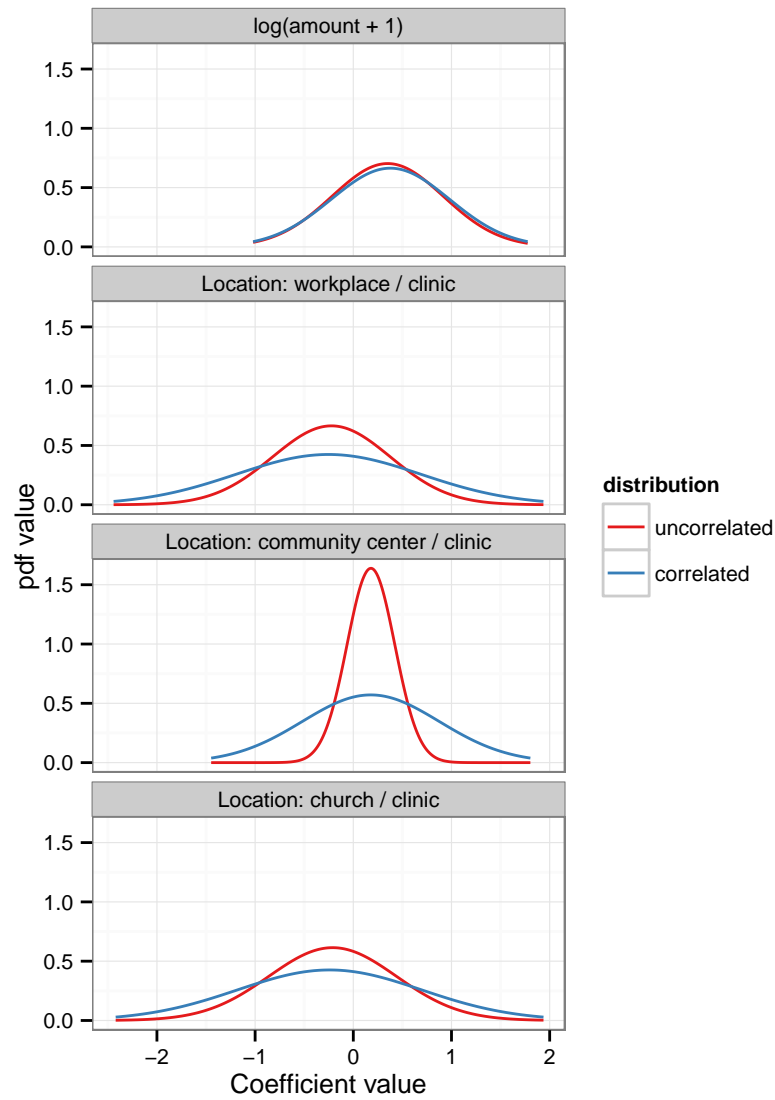 log(amount + 1)
1.5
1.0
0.5
0.0
Location: workplace / clinic
1.5
1.0
0.5
0.0
Location: community center / clinic
1.5
1.0
0.5
0.0
Location: church / clinic
1.5
1.0
0.5
0.0
−2 −1 0 1 2
Coefficient value
pdf value
distribution
uncorrelated
correlated